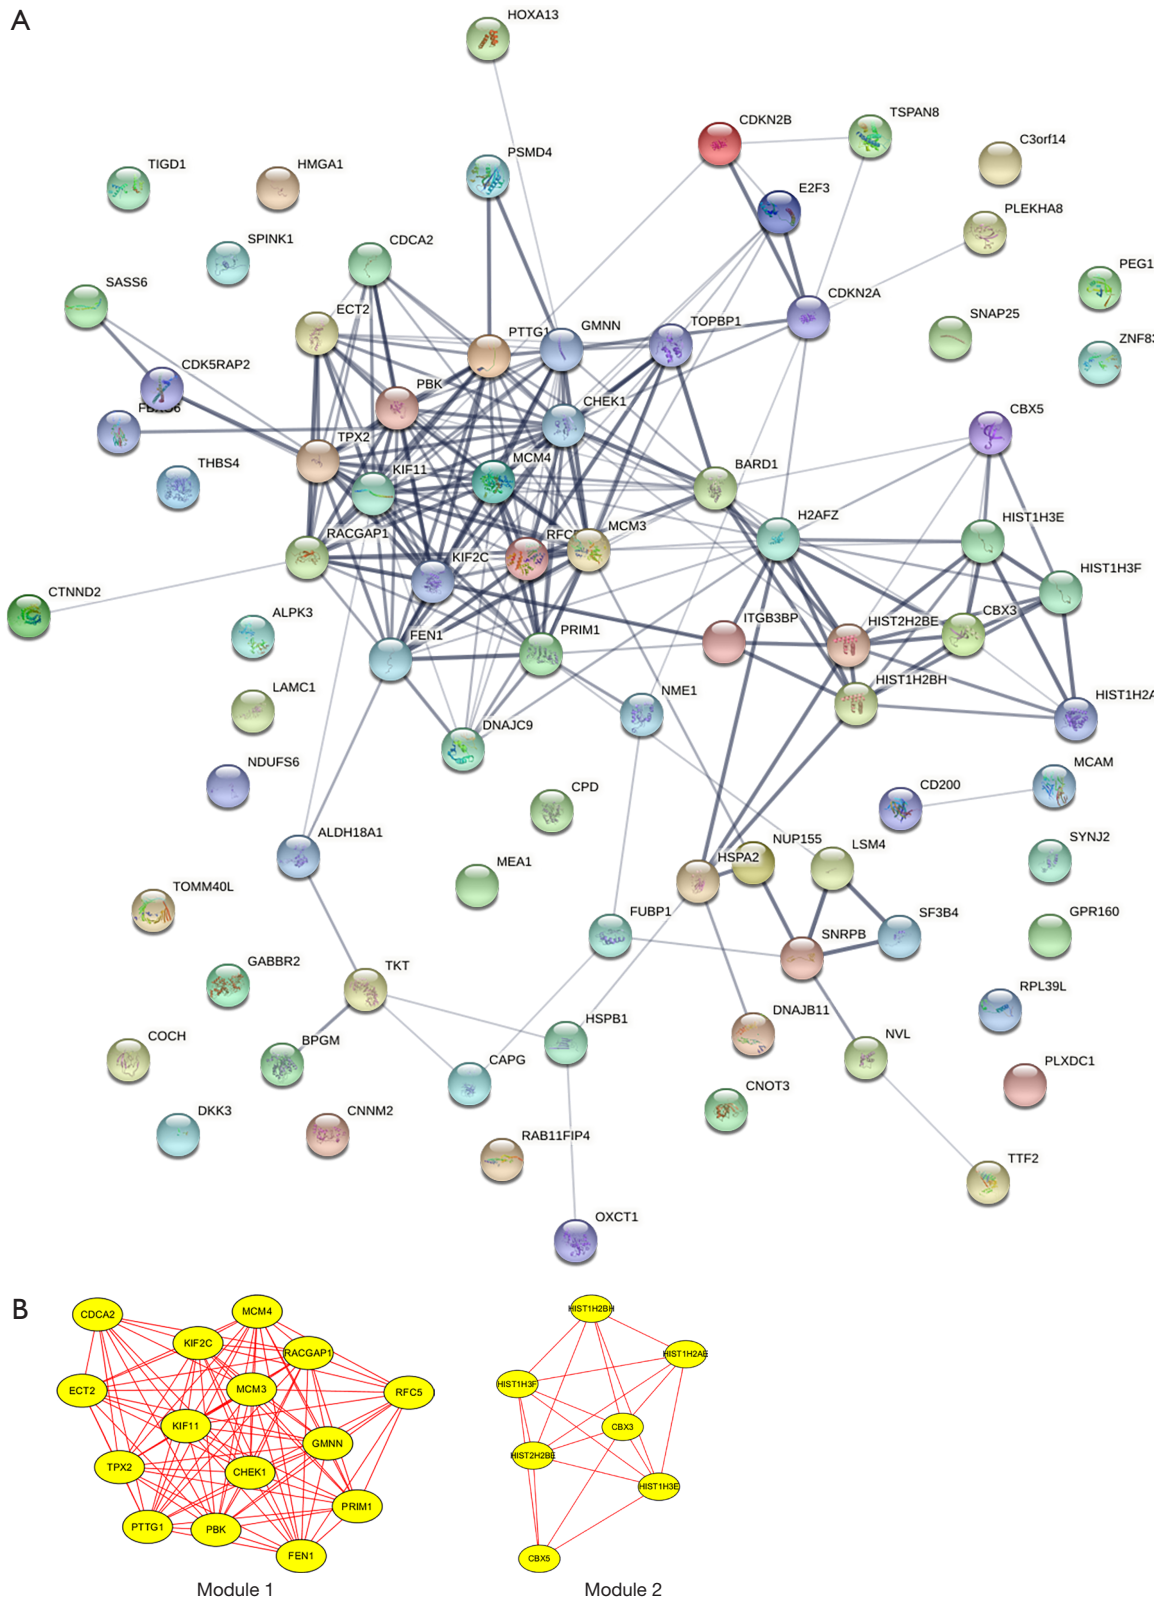 A
HOXA13
CDKN2B
TSPAN8
C3orf14
PSMD4
TIGD1
HMGA1
E2F3
PLEKHA8
SPINK1
CDCA2
PEG1
SASS6
ECT2
CDKN2A
SNAP25
PTTG1
GMNN
TOPBP1
ZNF83
CDK5RAP2
PBK
CHEK1
CBX5
TPX2
THBS4
KIF11
MCM4
BARD1
H2AFZ
HIST1H3E
RACGAP1
KIF2C
RFC
MCM3
HIST1H3F
CTNND2
ALPK3
FEN1
PRIM1
ITGB3BP
HIST2H2BE
CBX3
LAMC1
NME1
HIST1H2BH
HIST1H2A
DNAJC9
NDUFS6
CPD
CD200
MCAM
ALDH18A1
MEA1
HSPA2
NUP155
LSM4
SYNJ2
TOMM40L
FUBP1
SNRPB
SF3B4
GPR160
GABBR2
TKT
RPL39L
COCH
BPGM
CAPG
HSPB1
DNAJB11
NVL
PLXDC1
DKK3
CNNM2
RAB11FIP4
CNOT3
TTF2
OXCT1
B
CDCA2
MCM4
KIF2C
RACGAP1
ECT2
MCM3
RFC5
KIF11
GMNN
TPX2
CHEK1
PRIM1
PTTG1
PBK
FEN1
Module 1
HIST1H2BH
HIST1H2AE
HIST1H3F
CBX3
HIST2H2BE
HIST1H3E
CBX5
Module 2